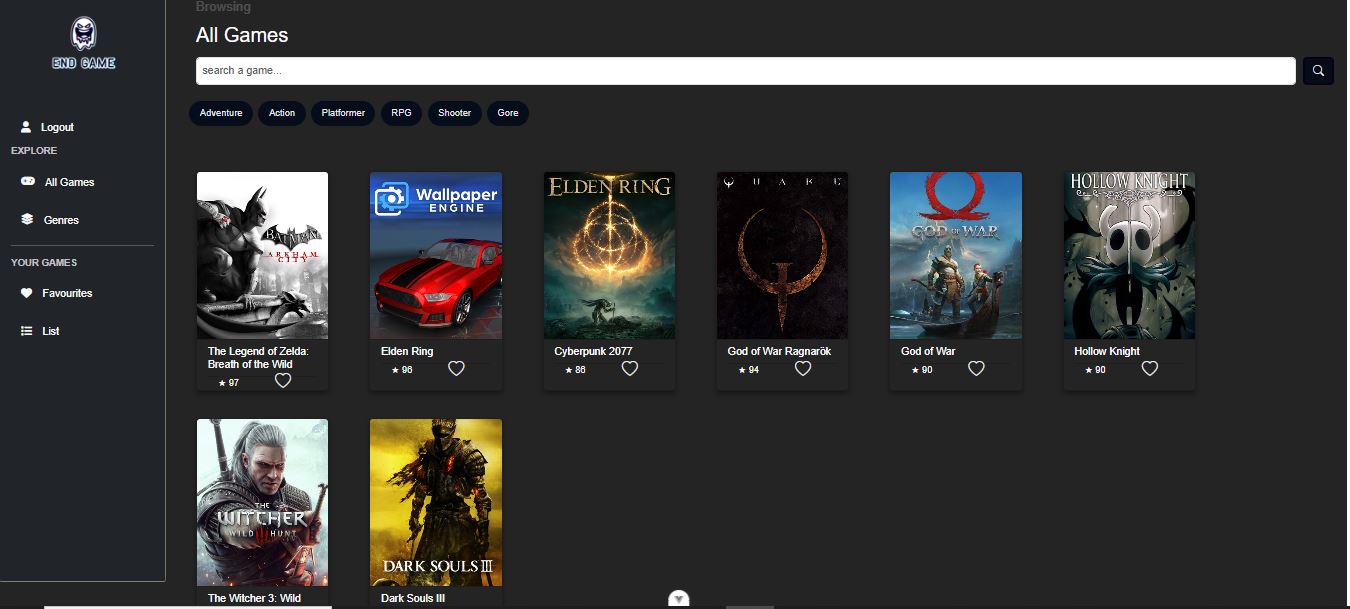 Browsing
END GAME
All Games
search a game...
Adventure Action Platformer RPG Shooter Gore
Logout
EXPLORE
All Games
Genres
YOUR GAMES
Favourites
List
BATMAN
ARKHAM
CITY
The Legend of Zelda:
Breath of the Wild
★ 97
Wallpaper
ENGINE
Elden Ring
★ 96
ELDEN RING
Cyberpunk 2077
★ 86
QUAKE
God of War Ragnarök
★ 94
GOD OF WAR
God of War
★ 90
HOLLOW KNIGHT
Hollow Knight
★ 90
THE
WITCHER
WILD HUNT
The Witcher 3: Wild
DARK SOULS III
Dark Souls III